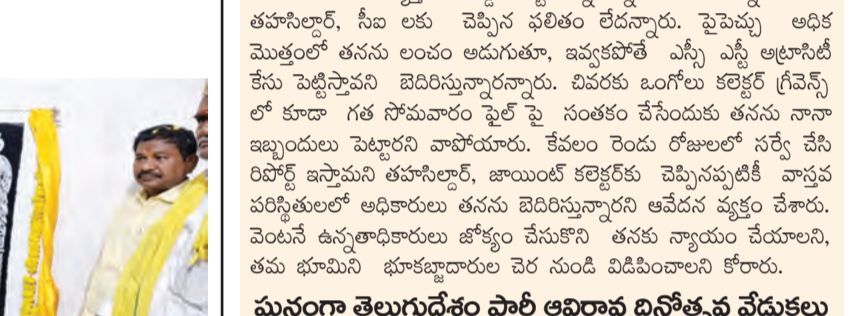 తహసిల్దార్, సీఐ లకు చెప్పిన ఫలితం లేదన్నారు. పైపెచ్చు అధిక
మొత్తంలో తనను లంచం అడుగుతూ, ఇవ్వకపోతే ఎస్సీ ఎస్టీ అట్రాసిటీ
కేసు పెట్టిస్తావని బెదిరిస్తున్నారన్నారు. చివరకు ఒంగోలు కలెక్టర్ గ్రీవెన్స్
లో కూడా గత సోమవారం ఫైల్ పై సంతకం చేసేందుకు తనను నానా
ఇబ్బందులు పెట్టారని వాపోయారు. కేవలం రెండు రోజులలో సర్వే చేసి
రిపోర్ట్ ఇస్తామని తహసిల్దార్, జాయింట్ కలెక్టర్‌కు చెప్పినప్పటికీ వాస్తవ
పరిస్థితులలో అధికారులు తనను బెదిరిస్తున్నారని ఆవేదన వ్యక్తం చేశారు.
వెంటనే ఉన్నతాధికారులు జోక్యం చేసుకొని తనకు న్యాయం చేయాలని,
తమ భూమిని భూకబ్జాదారుల చెర నుండి విడిపించాలని కోరారు.
ఘనంగా తెలుగుదేశం పార్టీ ఆవిర్భావ దినోత్సవ వేడుకలు